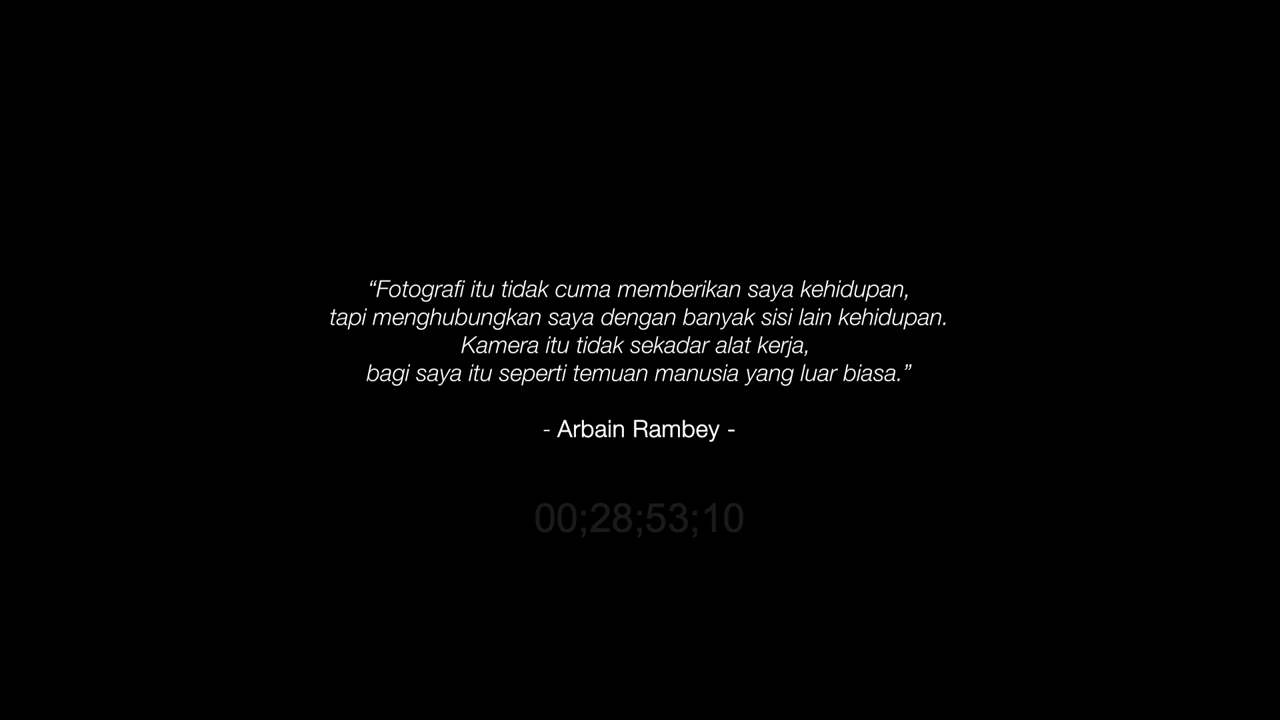 “Fotografi itu tidak cuma memberikan saya kehidupan,
tapi menghubungkan saya dengan banyak sisi lain kehidupan.
Kamera itu tidak sekadar alat kerja,
bagi saya itu seperti temuan manusia yang luar biasa.”
- Arbain Rambey -
00;28;53;10